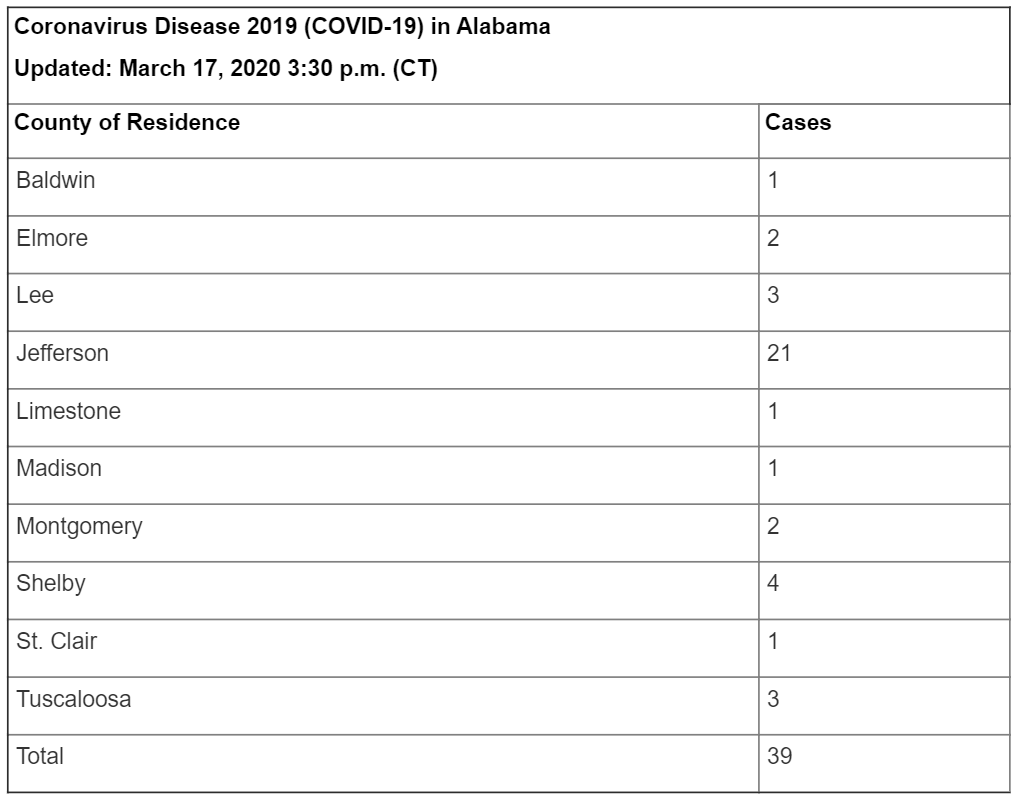 Coronavirus Disease 2019 (COVID-19) in Alabama
Updated: March 17, 2020 3:30 p.m. (CT)
County of Residence Cases
Baldwin 1
Elmore 2
Lee 3
Jefferson 21
Limestone 1
Madison 1
Montgomery 2
Shelby 4
St. Clair 1
Tuscaloosa 3
Total 39